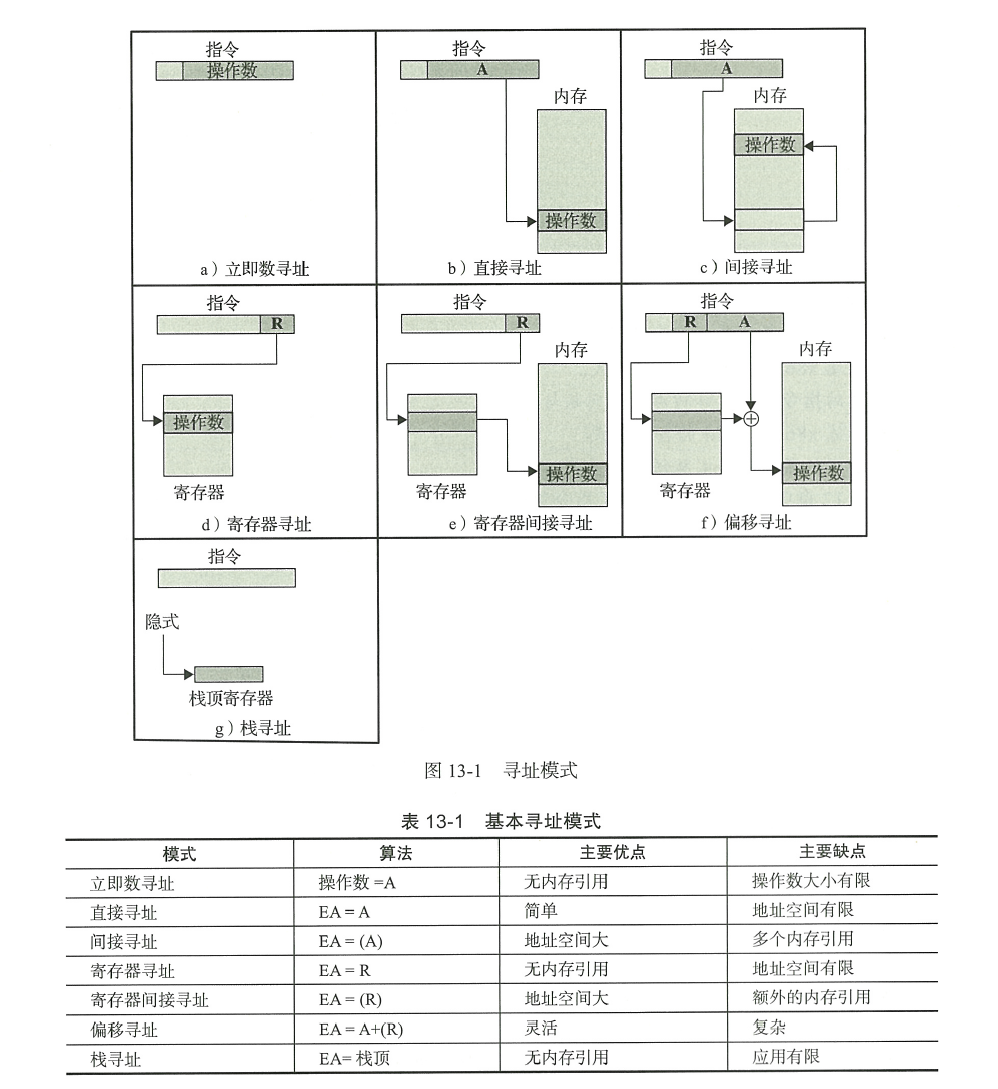 指令 指令 指令
操作数 A A
内存 内存
操作数
操作数
a）立即数寻址 b）直接寻址 c）间接寻址
指令 指令 指令
R R R A
内存 内存
操作数
操作数 操作数
寄存器 寄存器 寄存器
d）寄存器寻址 e）寄存器间接寻址 f）偏移寻址
指令
隐式
栈顶寄存器
g）栈寻址
图 13-1 寻址模式
表 13-1 基本寻址模式
模式 算法 主要优点 主要缺点
立即数寻址 操作数 =A 无内存引用 操作数大小有限
直接寻址 EA = A 简单 地址空间有限
间接寻址 EA = (A) 地址空间大 多个内存引用
寄存器寻址 EA = R 无内存引用 地址空间有限
寄存器间接寻址 EA = (R) 地址空间大 额外的内存引用
偏移寻址 EA = A+(R) 灵活 复杂
栈寻址 EA= 栈顶 无内存引用 应用有限